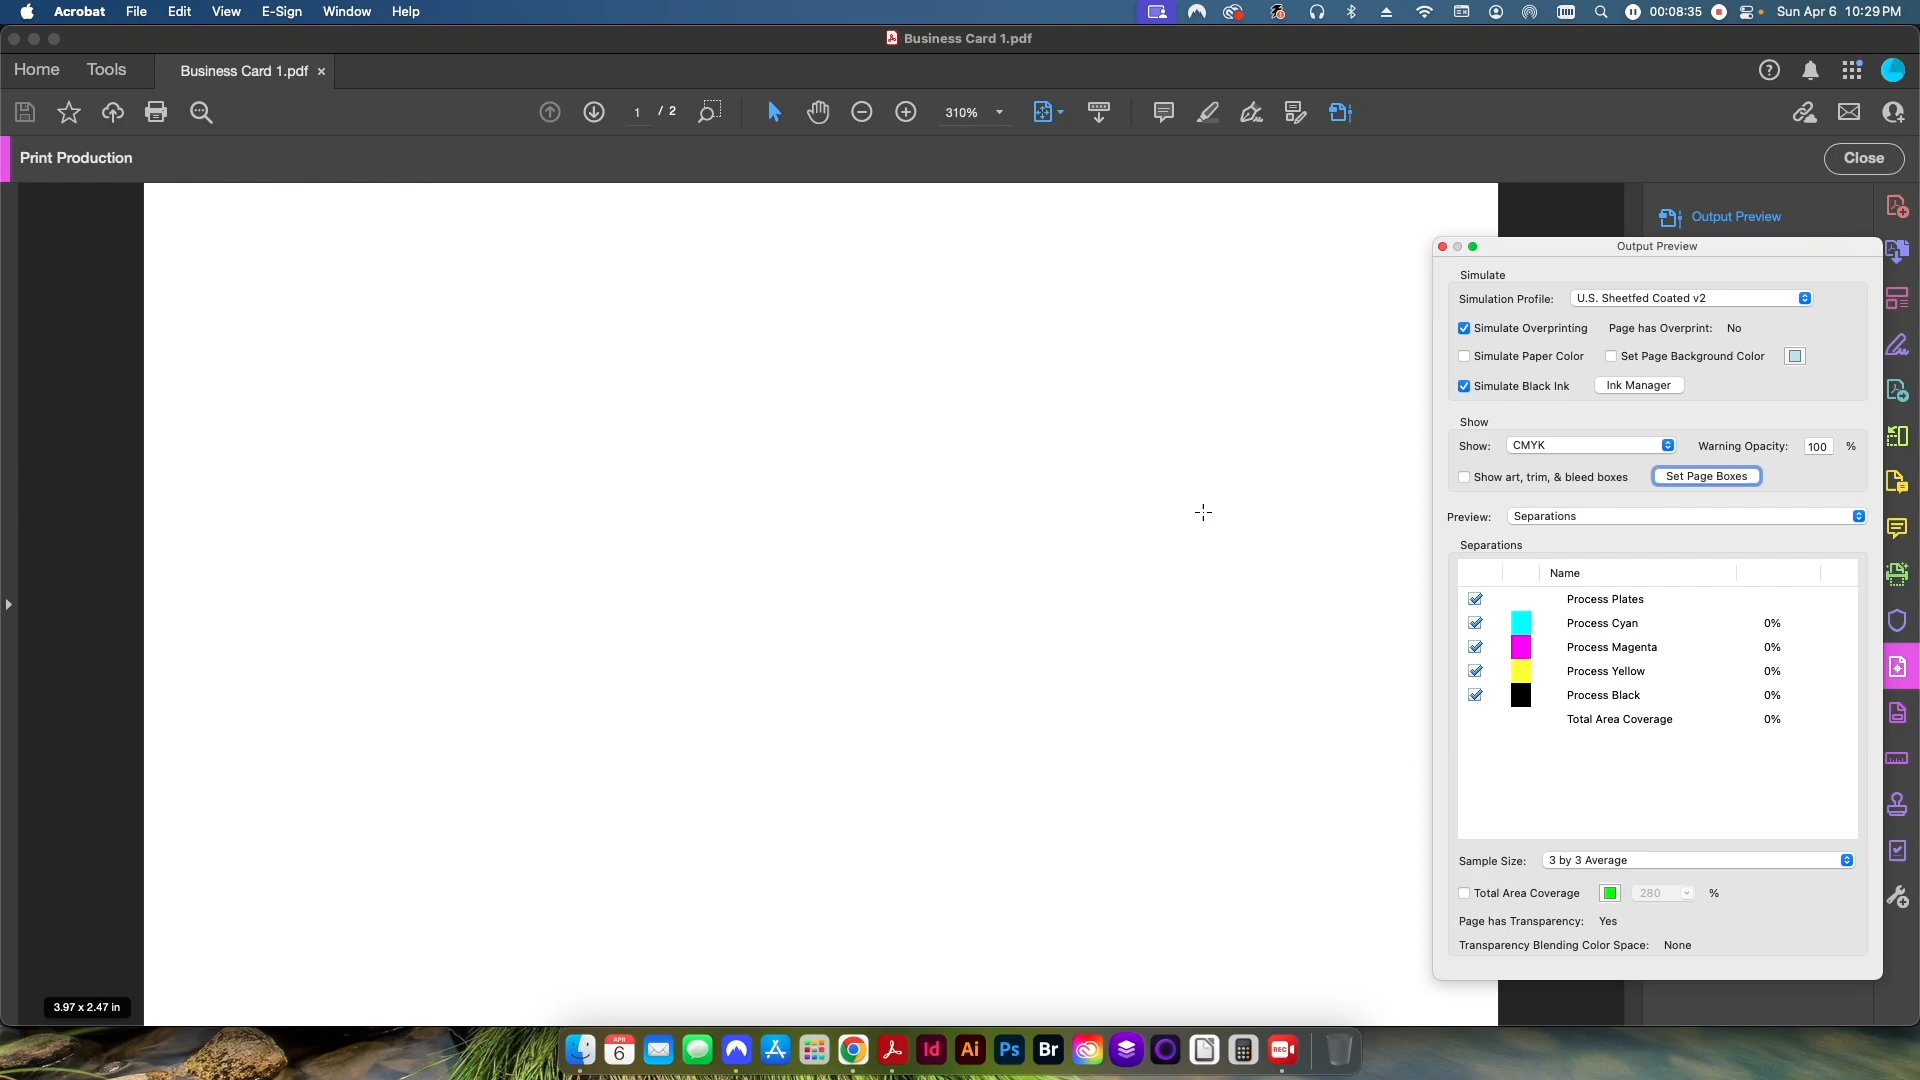 Acrobat File Edit View E-Sign Window Help 00:08:35 Sun Apr 6 10:29 PM
Business Card 1.pdf
Home Tools Business Card 1.pdf ×
1 / 2 310%
Print Production Close
Output Preview
Output Preview
Simulate
Simulation Profile: U.S. Sheetfed Coated v2
Simulate Overprinting Page has Overprint: No
Simulate Paper Color Set Page Background Color
Simulate Black Ink Ink Manager
Show
Show: CMYK Warning Opacity: 100 %
Show art, trim, & bleed boxes Set Page Boxes
Preview: Separations
Separations
Name
Process Plates
Process Cyan 0%
Process Magenta 0%
Process Yellow 0%
Process Black 0%
Total Area Coverage 0%
Sample Size: 3 by 3 Average
Total Area Coverage 280 %
Page has Transparency: Yes
Transparency Blending Color Space: None
3.97 x 2.47 in
APR
6
Id Ai Ps Br REC